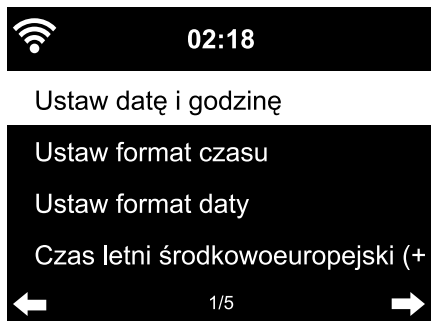 02:18
Ustaw datę i godzinę
Ustaw format czasu
Ustaw format daty
Czas letni środkowoeuropejski (+
1/5